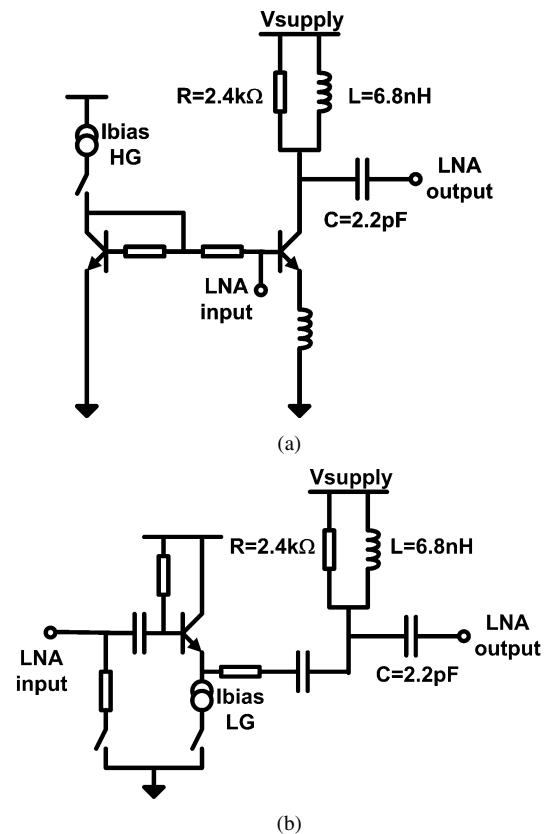 Vsupply
R=2.4kΩ
L=6.8nH
Ibias
HG
LNA
output
C=2.2pF
LNA
input
(a)
Vsupply
R=2.4kΩ
L=6.8nH
LNA
input
LNA
output
C=2.2pF
Ibias
LG
(b)